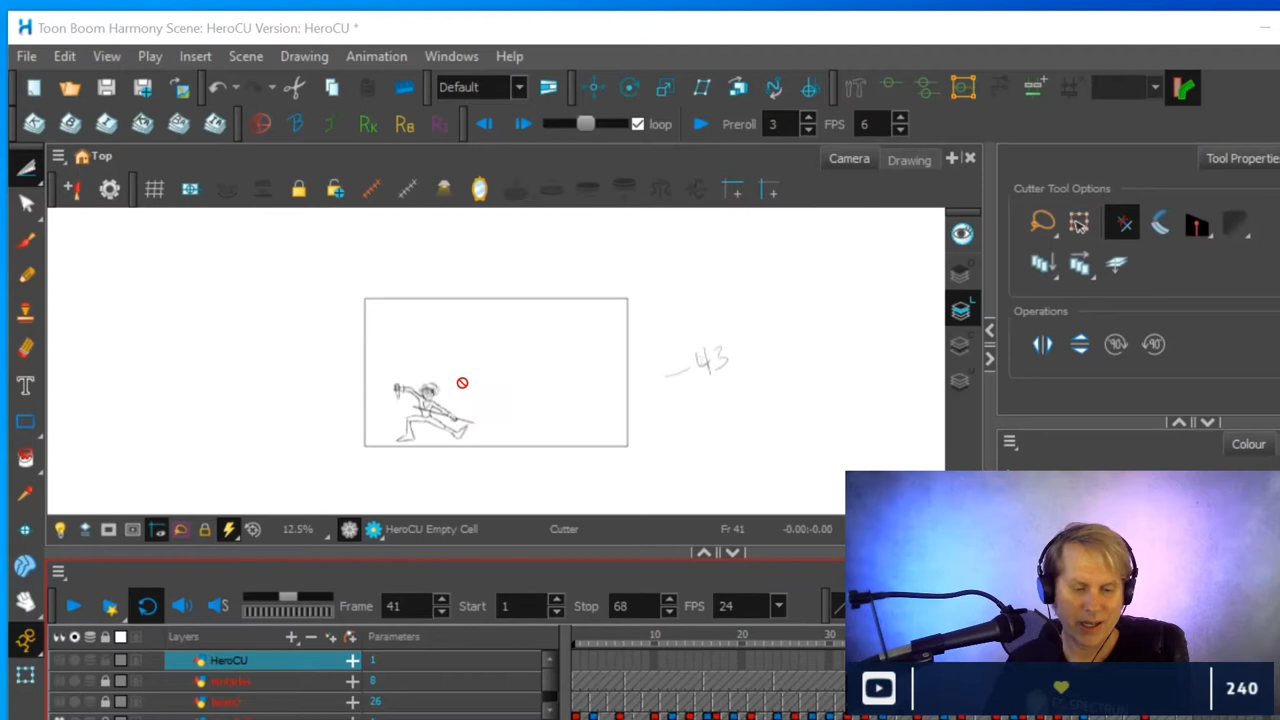 Toon Boom Harmony Scene: HeroCU Version: HeroCU *
File Edit View Play Insert Scene Drawing Animation Windows Help
Default
RK RB
loop Preroll 3 FPS 6
Top Camera Drawing Tool Properties
Cutter Tool Options
Operations
43
Colour
12.5% HeroCU Empty Cell Cutter Fr 41 -0.00:-0.00
Frame 41 Start 1 Stop 68 FPS 24
Layers Parameters 10 20 30
HeroCU 1
8
26
240